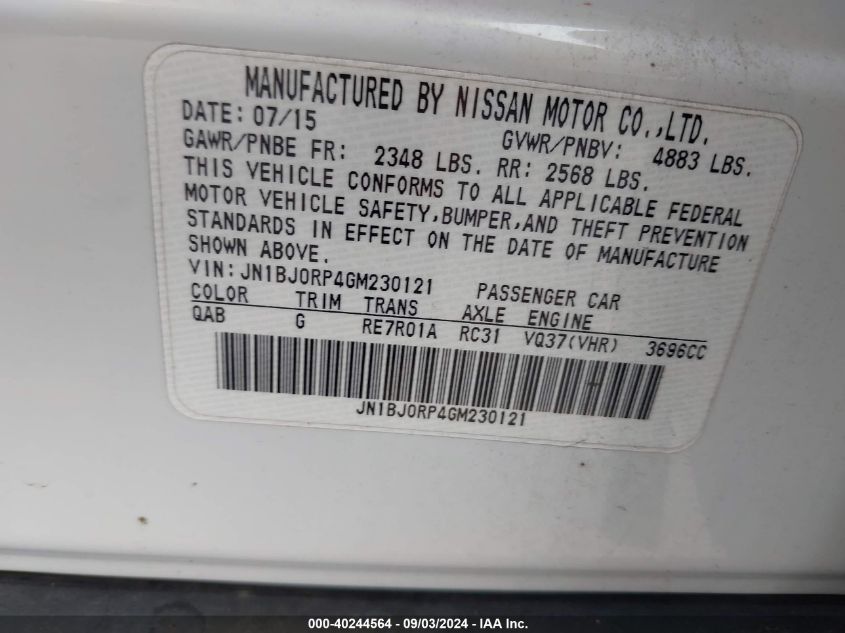 MANUFACTURED BY NISSAN MOTOR CO.,LTD.
DATE: 07/15 GVWR/PNBV: 4883 LBS.
GAWR/PNBE FR: 2348 LBS. RR: 2568 LBS.
THIS VEHICLE CONFORMS TO ALL APPLICABLE FEDERAL
MOTOR VEHICLE SAFETY,BUMPER,AND THEFT PREVENTION
STANDARDS IN EFFECT ON THE DATE OF MANUFACTURE
SHOWN ABOVE.
VIN:JN1BJ0RP4GM230121 PASSENGER CAR
COLOR TRIM TRANS AXLE ENGINE
QAB G RE7R01A RC31 VQ37(VHR) 3696CC
JN1BJ0RP4GM230121
000-40244564 - 09/03/2024 - IAA Inc.